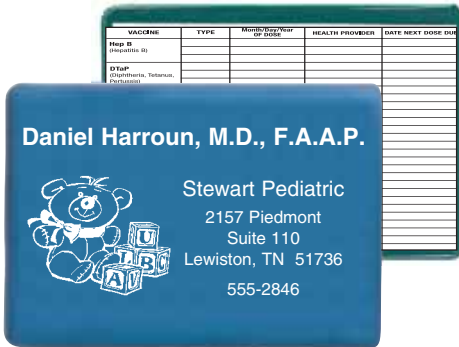 VACCINE TYPE Month/Day/Year OF DOSE HEALTH PROVIDER DATE NEXT DOSE DUE
Hep B
(Hepatitis B)
DTaP
(Diphtheria, Tetanus,
Pertussis)
Daniel Harroun, M.D., F.A.A.P.
Stewart Pediatric
2157 Piedmont
Suite 110
Lewiston, TN 51736
555-2846
U
B C
A